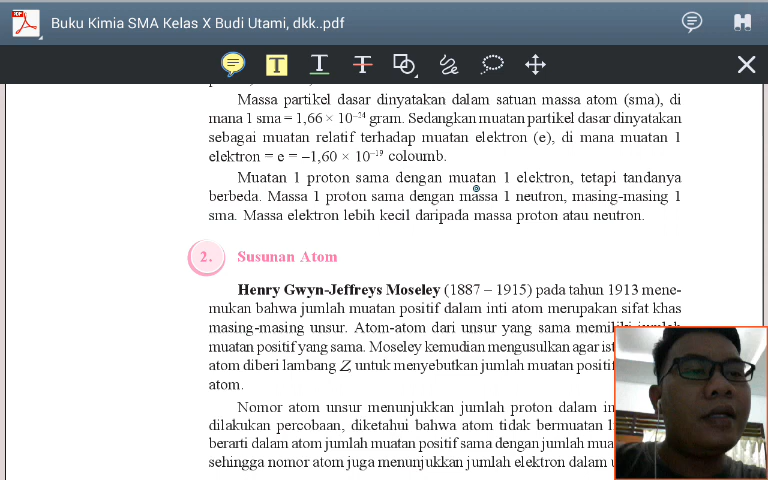 Buku Kimia SMA Kelas X Budi Utami, dkk..pdf
T T T
Massa partikel dasar dinyatakan dalam satuan massa atom (sma), di
mana 1 sma = 1,66 × 10⁻²⁴ gram. Sedangkan muatan partikel dasar dinyatakan
sebagai muatan relatif terhadap muatan elektron (e), di mana muatan 1
elektron = e = –1,60 × 10⁻¹⁹ coloumb.
Muatan 1 proton sama dengan muatan 1 elektron, tetapi tandanya
berbeda. Massa 1 proton sama dengan massa 1 neutron, masing-masing 1
sma. Massa elektron lebih kecil daripada massa proton atau neutron.
2. Susunan Atom
Henry Gwyn-Jeffreys Moseley (1887 – 1915) pada tahun 1913 mene-
mukan bahwa jumlah muatan positif dalam inti atom merupakan sifat khas
masing-masing unsur. Atom-atom dari unsur yang sama memiliki jumlah
muatan positif yang sama. Moseley kemudian mengusulkan agar
atom diberi lambang Z, untuk menyebutkan jumlah muatan positif
atom.
Nomor atom unsur menunjukkan jumlah proton dalam
dilakukan percobaan, diketahui bahwa atom tidak bermuatan
berarti dalam atom jumlah muatan positif sama dengan jumlah
sehingga nomor atom juga menunjukkan jumlah elektron dalam